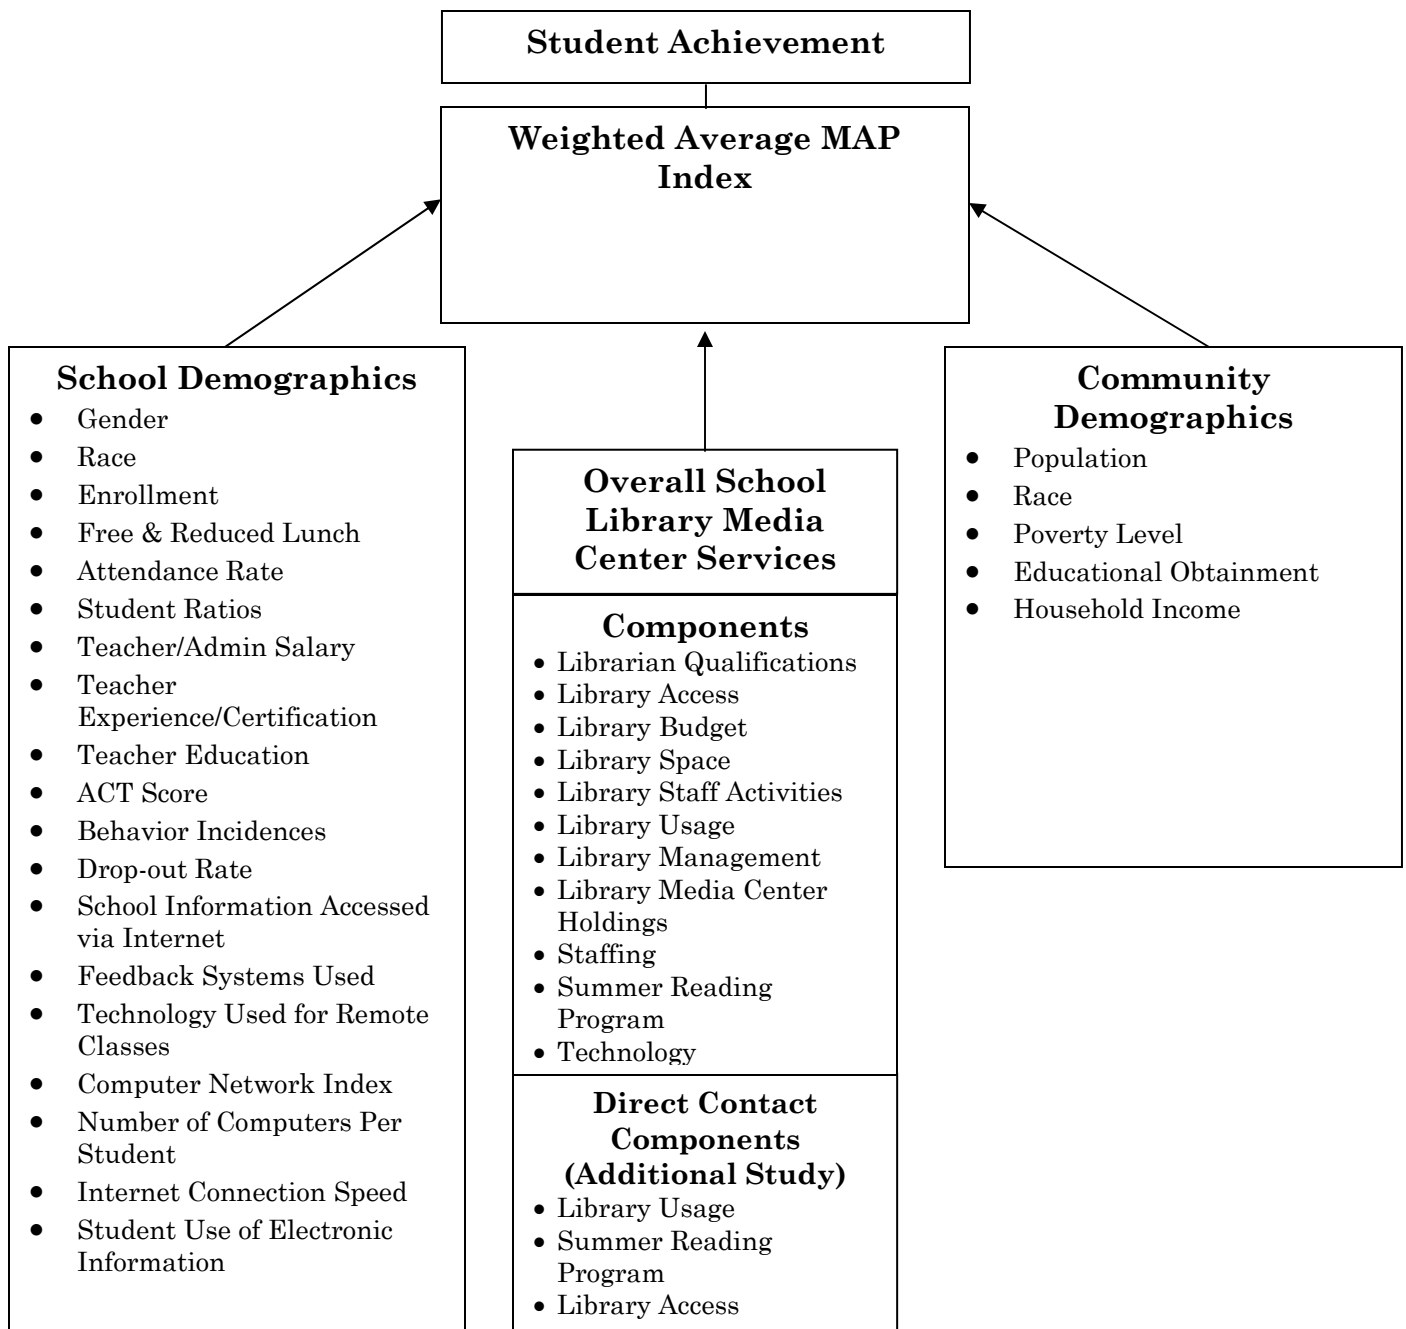 Student Achievement
Weighted Average MAP
Index
School Demographics
• Gender
• Race
• Enrollment
• Free & Reduced Lunch
• Attendance Rate
• Student Ratios
• Teacher/Admin Salary
• Teacher
Experience/Certification
• Teacher Education
• ACT Score
• Behavior Incidences
• Drop-out Rate
• School Information Accessed
via Internet
• Feedback Systems Used
• Technology Used for Remote
Classes
• Computer Network Index
• Number of Computers Per
Student
• Internet Connection Speed
• Student Use of Electronic
Information
Overall School
Library Media
Center Services
Components
• Librarian Qualifications
• Library Access
• Library Budget
• Library Space
• Library Staff Activities
• Library Usage
• Library Management
• Library Media Center
Holdings
• Staffing
• Summer Reading
Program
• Technology
Direct Contact
Components
(Additional Study)
• Library Usage
• Summer Reading
Program
• Library Access
Community
Demographics
• Population
• Race
• Poverty Level
• Educational Obtainment
• Household Income